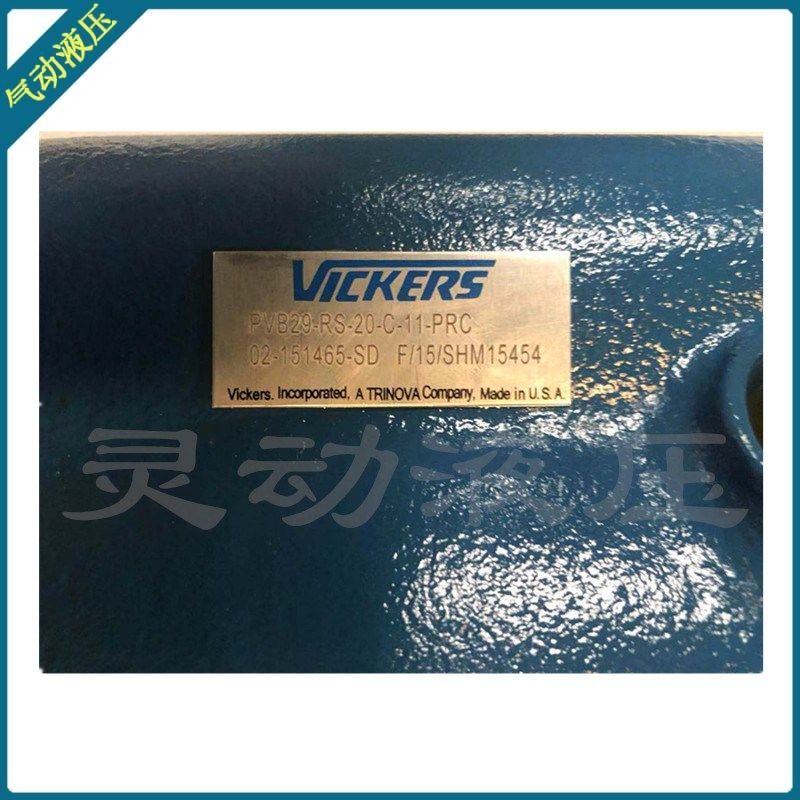 气动液压
VICKERS
PVB29-RS-20-C-11-PRC
02-151465-SD F/15/SHM15454
Vickers. Incorporated, A TRINOVA Company, Made in U.S.A.
灵动液压